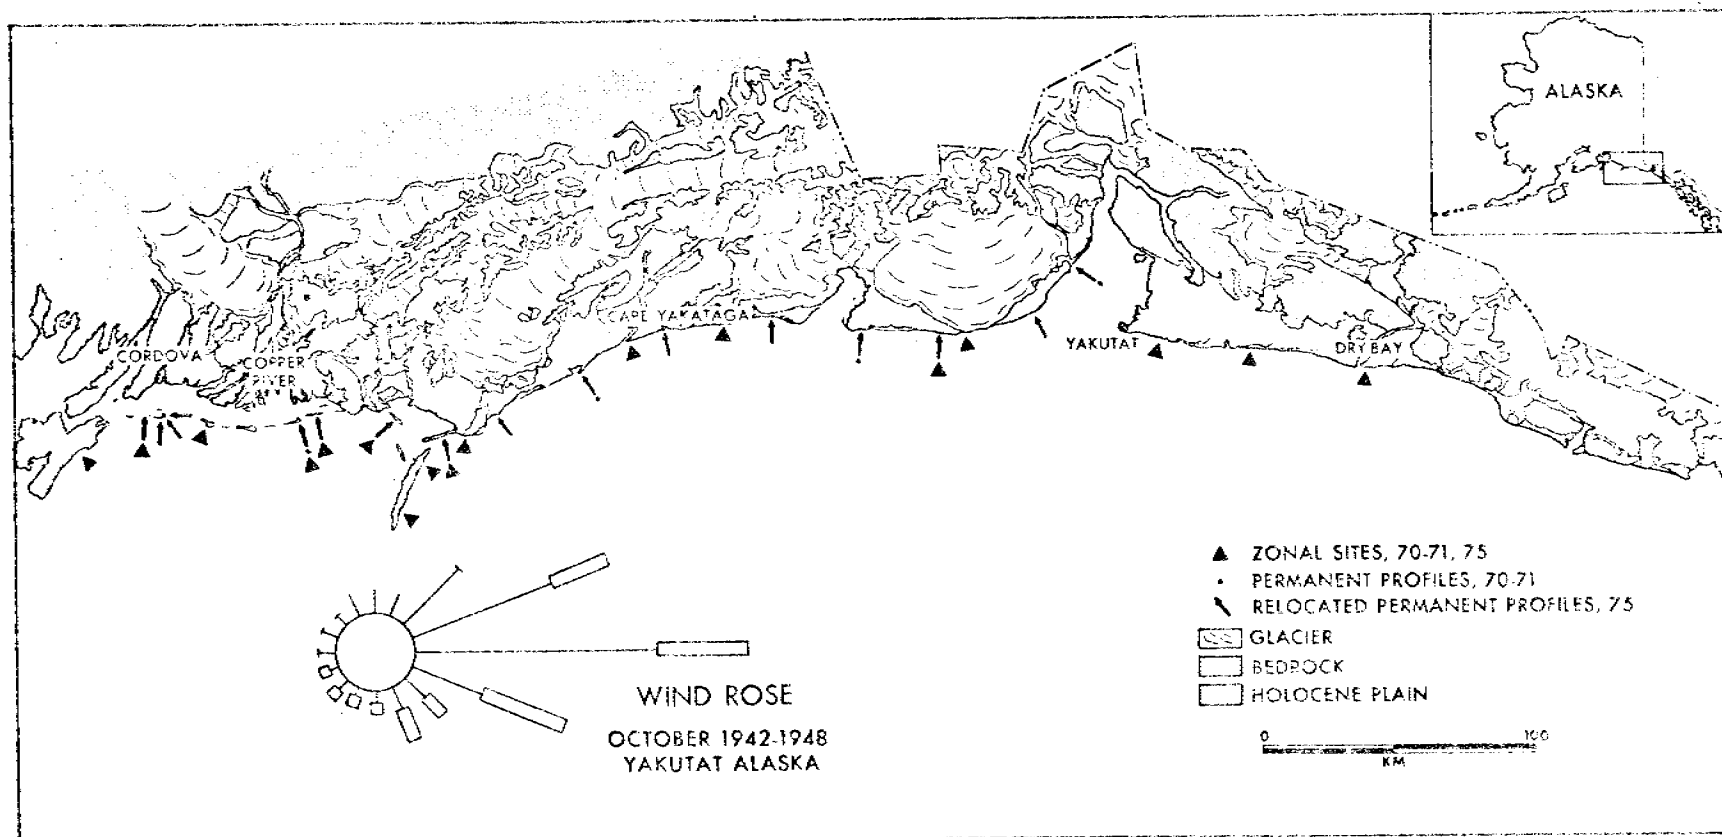 ALASKA
CAPE YAKATAGA
CORDOVA
COPPER
RIVER
YAKUTAT
DRY BAY
▲ ZONAL SITES, 70-71, 75
• PERMANENT PROFILES, 70-71
RELOCATED PERMANENT PROFILES, 75
GLACIER
BEDROCK
HOLOCENE PLAIN
0 100
KM
WIND ROSE
OCTOBER 1942-1948
YAKUTAT ALASKA